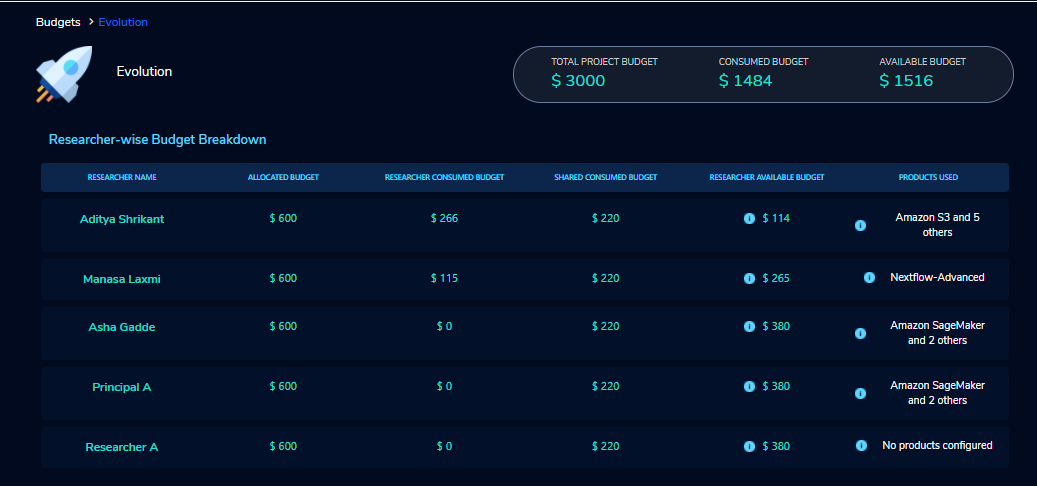 Budgets > Evolution
Evolution
TOTAL PROJECT BUDGET CONSUMED BUDGET AVAILABLE BUDGET
$ 3000 $ 1484 $ 1516
Researcher-wise Budget Breakdown
RESEARCHER NAME ALLOCATED BUDGET RESEARCHER CONSUMED BUDGET SHARED CONSUMED BUDGET RESEARCHER AVAILABLE BUDGET PRODUCTS USED
Aditya Shrikant $ 600 $ 266 $ 220 $ 114 Amazon S3 and 5
others
Manasa Laxmi $ 600 $ 115 $ 220 $ 265 Nextflow-Advanced
Asha Gadde $ 600 $ 0 $ 220 $ 380 Amazon SageMaker
and 2 others
Principal A $ 600 $ 0 $ 220 $ 380 Amazon SageMaker
and 2 others
Researcher A $ 600 $ 0 $ 220 $ 380 No products configured